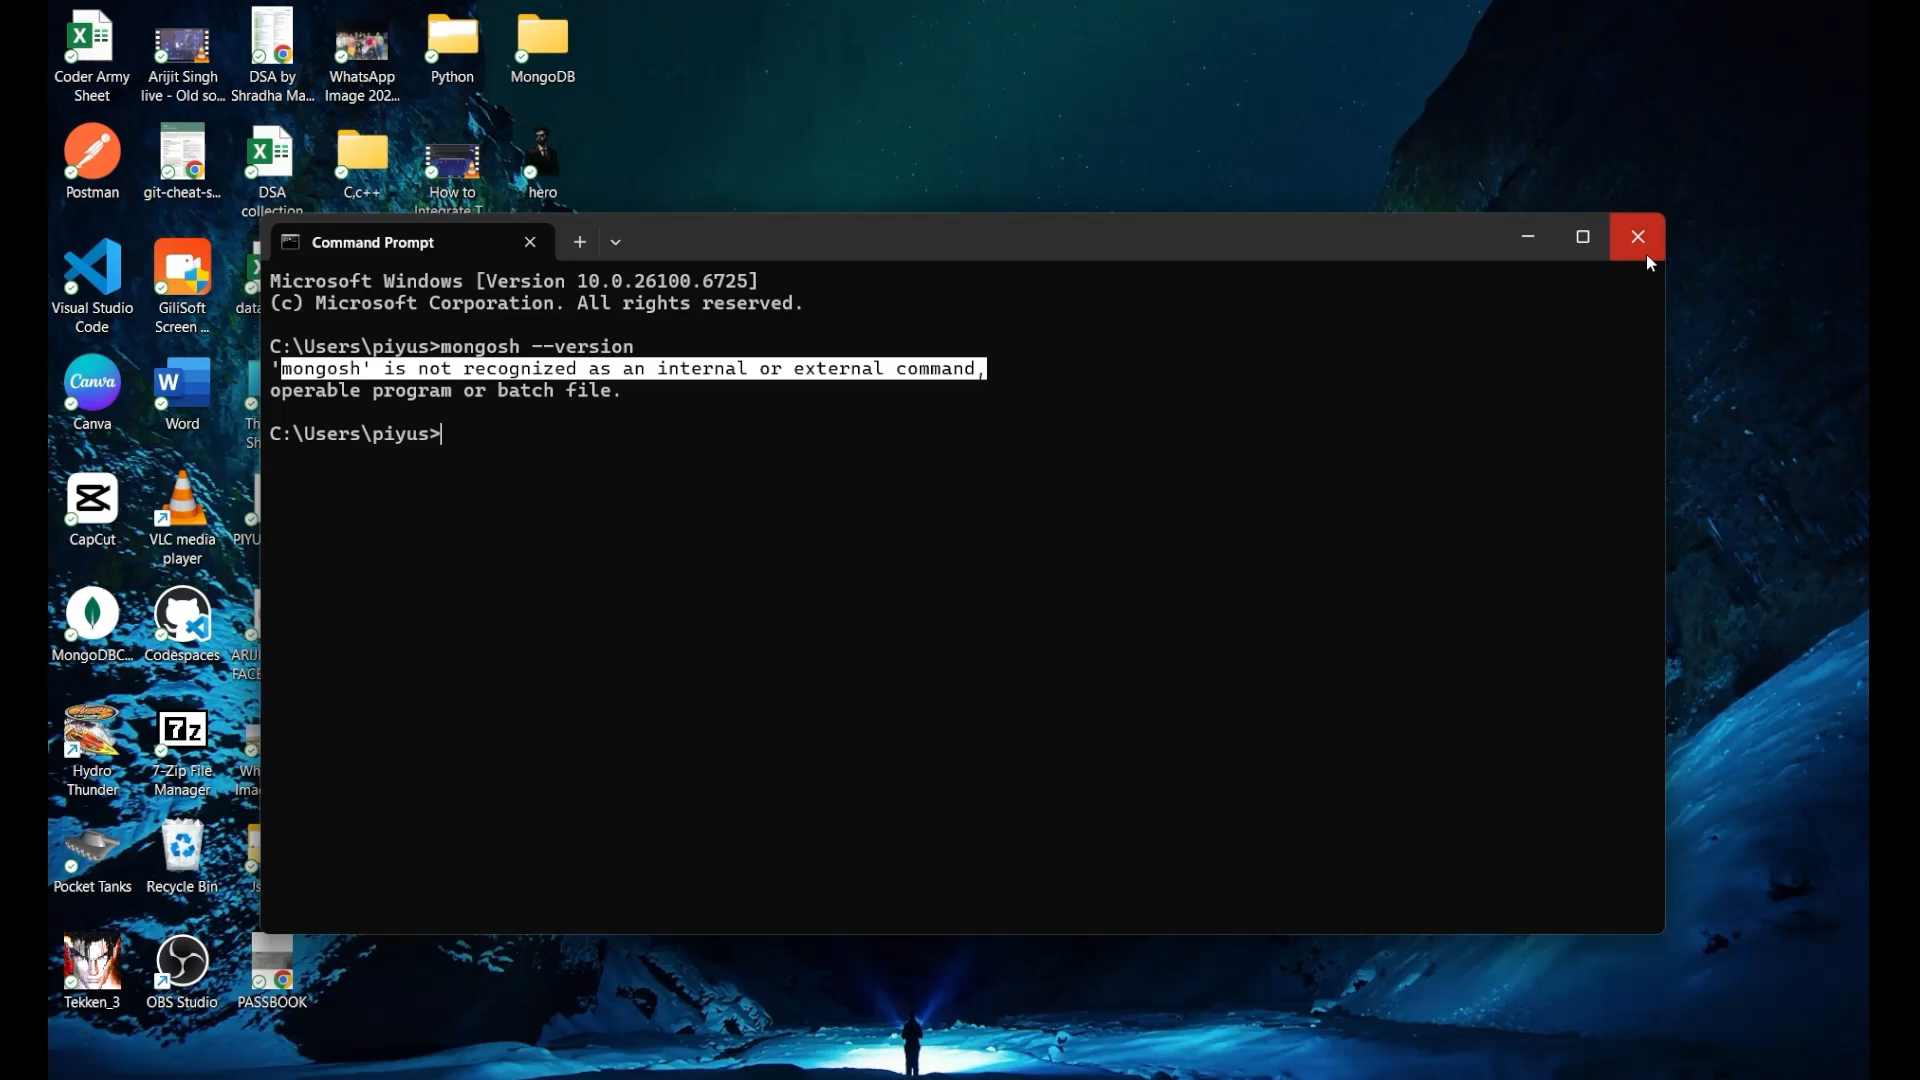 Coder Army
Sheet
Arijit Singh
live - Old so...
DSA by
Shradha Ma...
WhatsApp
Image 202...
Python
MongoDB
Postman
git-cheat-s...
DSA
collection
C,c++
How to
Integrate T
hero
Visual Studio
Code
GiliSoft
Screen ...
data
Canva
Word
Th
Sh
CapCut
VLC media
player
PIYU
MongoDBC...
Codespaces
ARIJ
FACE
Hydro
Thunder
7-Zip File
Manager
Wh
Imag
Pocket Tanks
Recycle Bin
Js
Tekken_3
OBS Studio
PASSBOOK
Command Prompt
Microsoft Windows [Version 10.0.26100.6725]
(c) Microsoft Corporation. All rights reserved.
C:\Users\piyus>mongosh --version
'mongosh' is not recognized as an internal or external command,
operable program or batch file.
C:\Users\piyus>